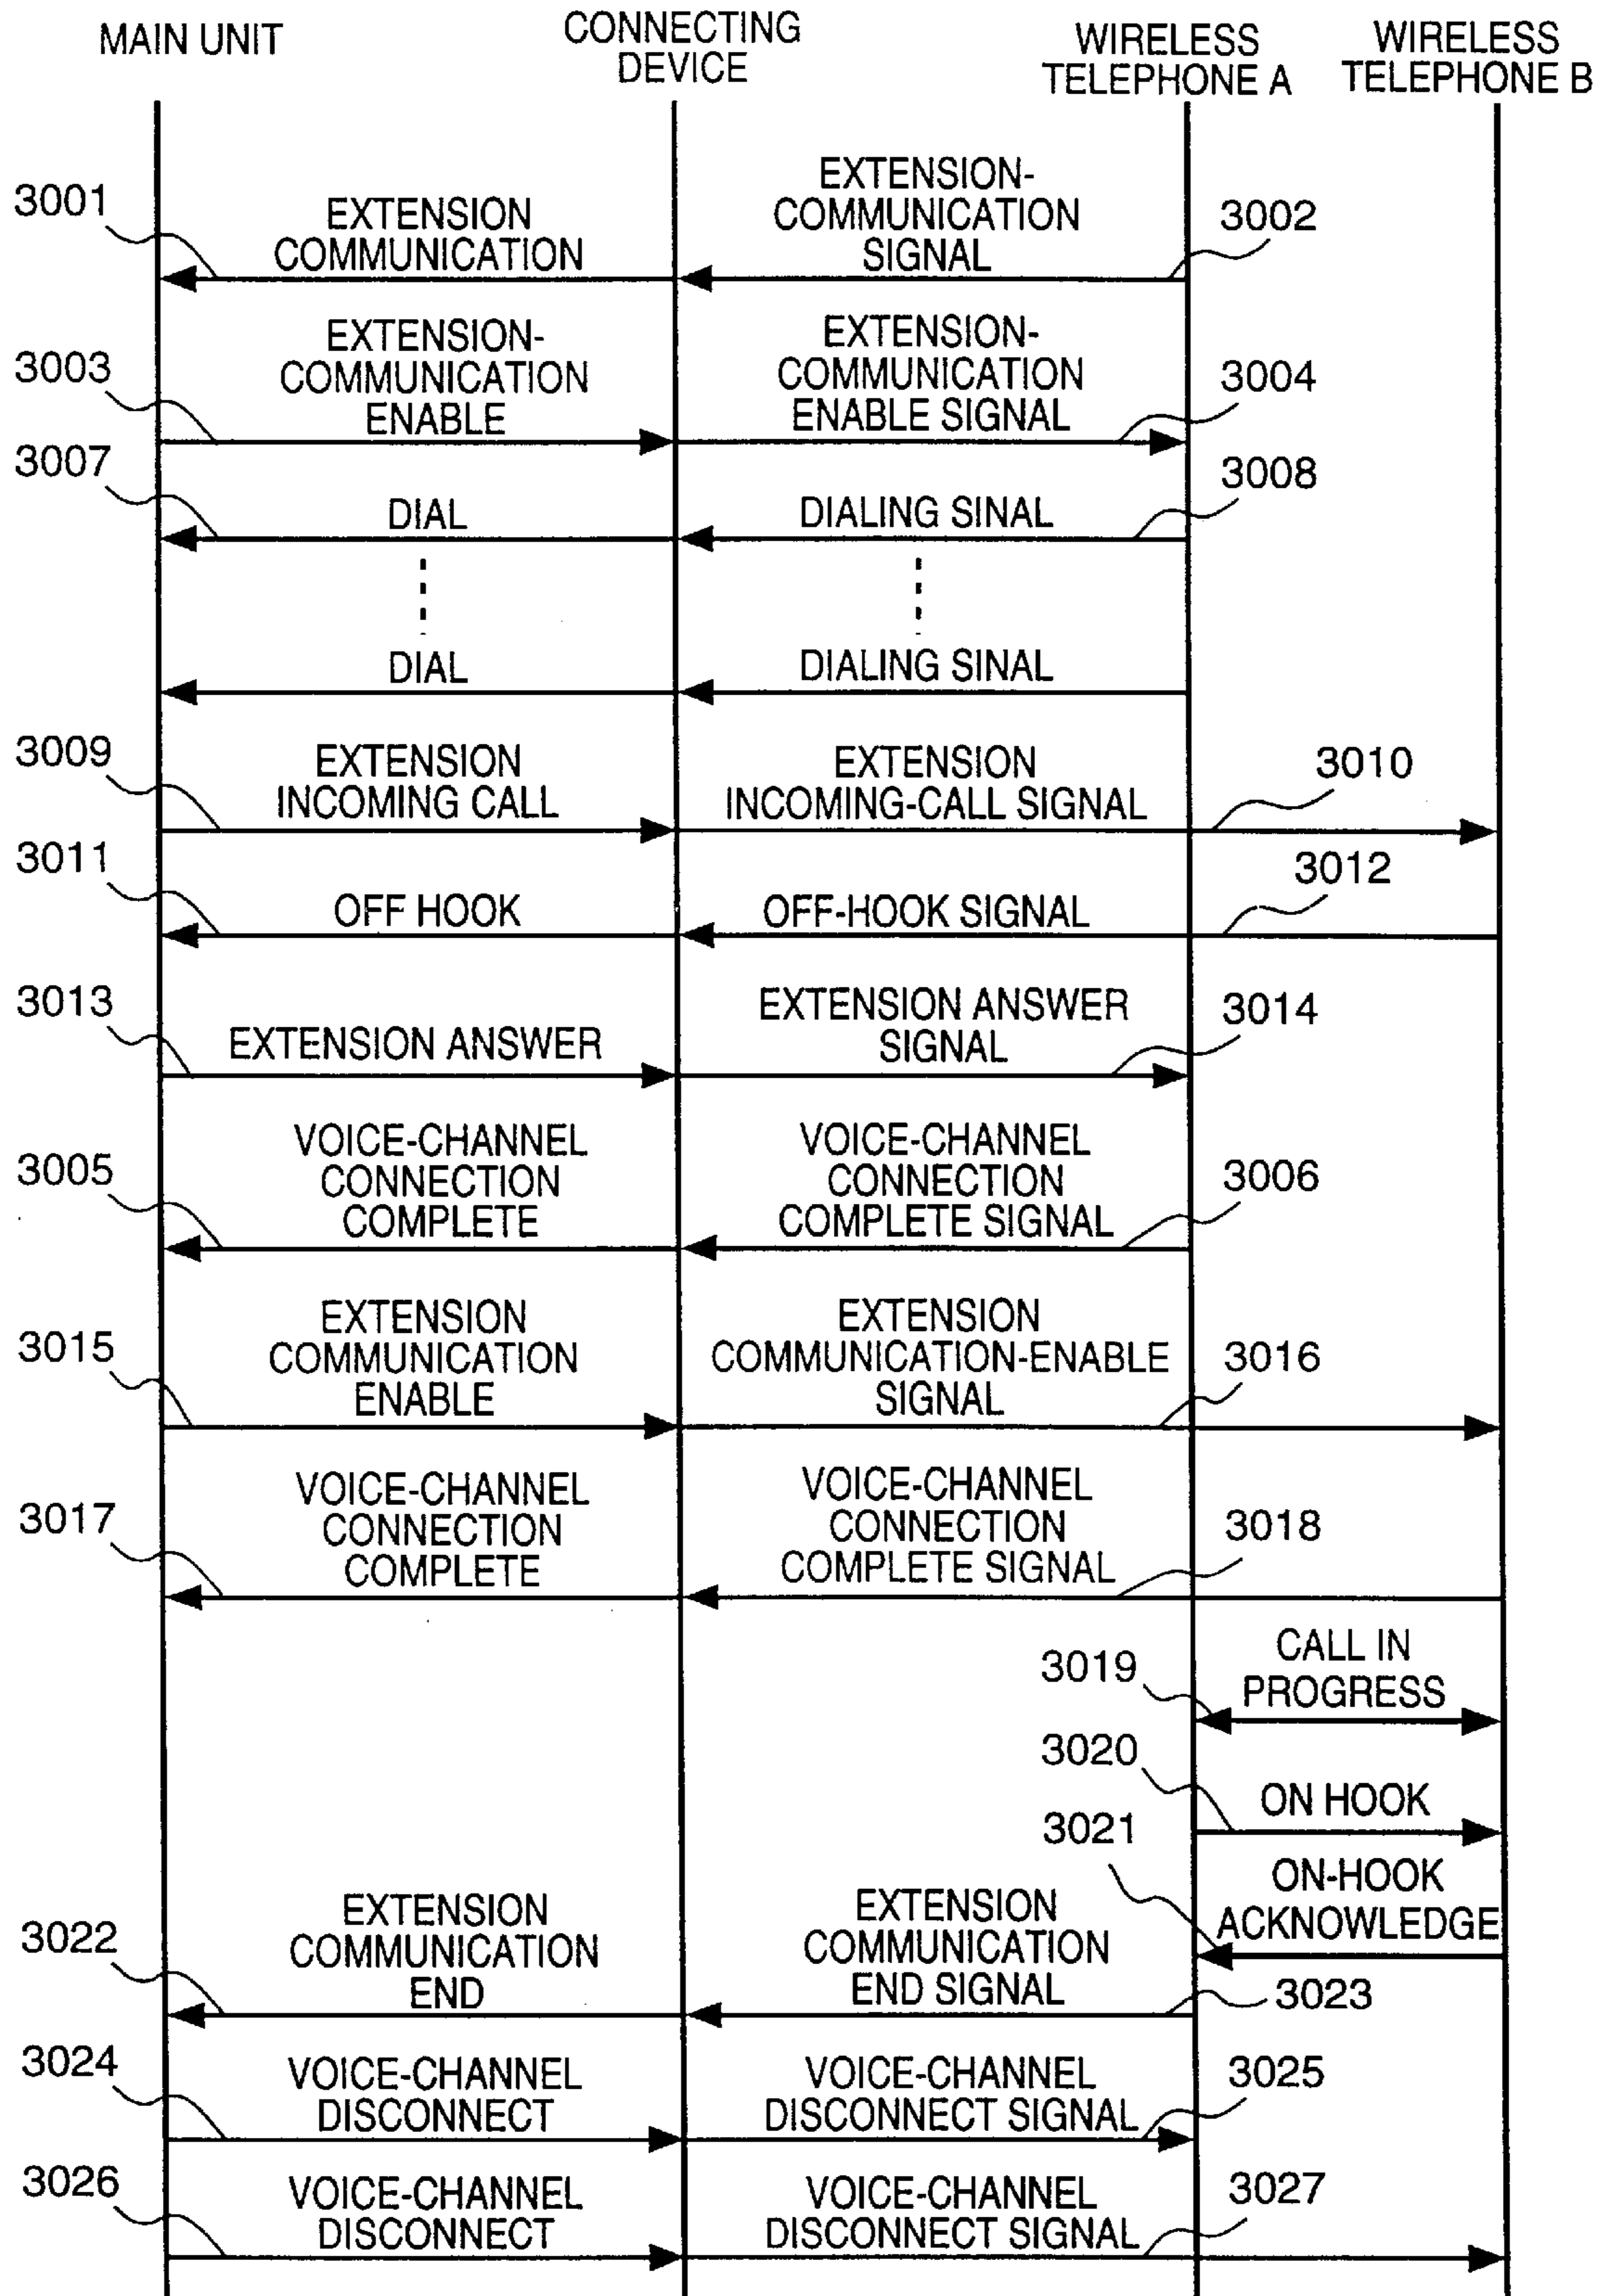 MAIN UNIT
CONNECTING
DEVICE
WIRELESS
TELEPHONE A
WIRELESS
TELEPHONE B
3001
EXTENSION
COMMUNICATION
EXTENSION-
COMMUNICATION
SIGNAL
3002
3003
EXTENSION-
COMMUNICATION
ENABLE
EXTENSION-
COMMUNICATION
ENABLE SIGNAL
3004
3007
DIAL
DIALING SINAL
3008
DIAL
DIALING SINAL
3009
EXTENSION
INCOMING CALL
EXTENSION
INCOMING-CALL SIGNAL
3010
3011
OFF HOOK
OFF-HOOK SIGNAL
3012
3013
EXTENSION ANSWER
EXTENSION ANSWER
SIGNAL
3014
3005
VOICE-CHANNEL
CONNECTION
COMPLETE
VOICE-CHANNEL
CONNECTION
COMPLETE SIGNAL
3006
3015
EXTENSION
COMMUNICATION
ENABLE
EXTENSION
COMMUNICATION-ENABLE
SIGNAL
3016
3017
VOICE-CHANNEL
CONNECTION
COMPLETE
VOICE-CHANNEL
CONNECTION
COMPLETE SIGNAL
3018
3019
CALL IN
PROGRESS
3020
ON HOOK
3021
ON-HOOK
ACKNOWLEDGE
3022
EXTENSION
COMMUNICATION
END
EXTENSION
COMMUNICATION
END SIGNAL
3023
3024
VOICE-CHANNEL
DISCONNECT
VOICE-CHANNEL
DISCONNECT SIGNAL
3025
3026
VOICE-CHANNEL
DISCONNECT
VOICE-CHANNEL
DISCONNECT SIGNAL
3027